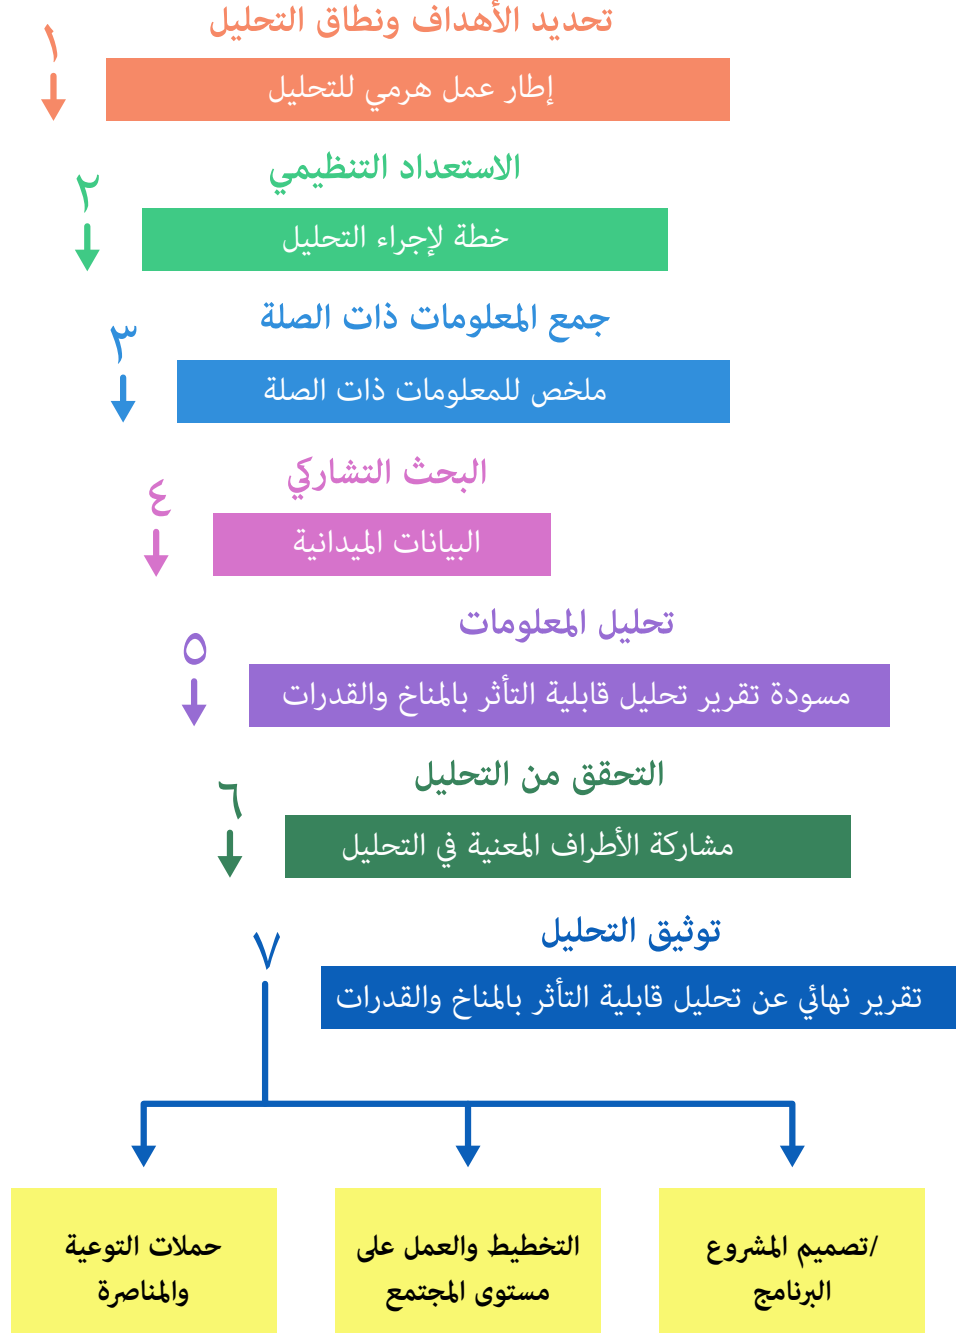 ١
تحديد الأهداف ونطاق التحليل
إطار عمل هرمي للتحليل
٢
الاستعداد التنظيمي
خطة لإجراء التحليل
٣
جمع المعلومات ذات الصلة
ملخص للمعلومات ذات الصلة
٤
البحث التشاركي
البيانات الميدانية
٥
تحليل المعلومات
مسودة تقرير تحليل قابلية التأثر بالمناخ والقدرات
٦
التحقق من التحليل
مشاركة الأطراف المعنية في التحليل
٧
توثيق التحليل
تقرير نهائي عن تحليل قابلية التأثر بالمناخ والقدرات
تصميم المشروع/
البرنامج
التخطيط والعمل على
مستوى المجتمع
حملات التوعية
والمناصرة